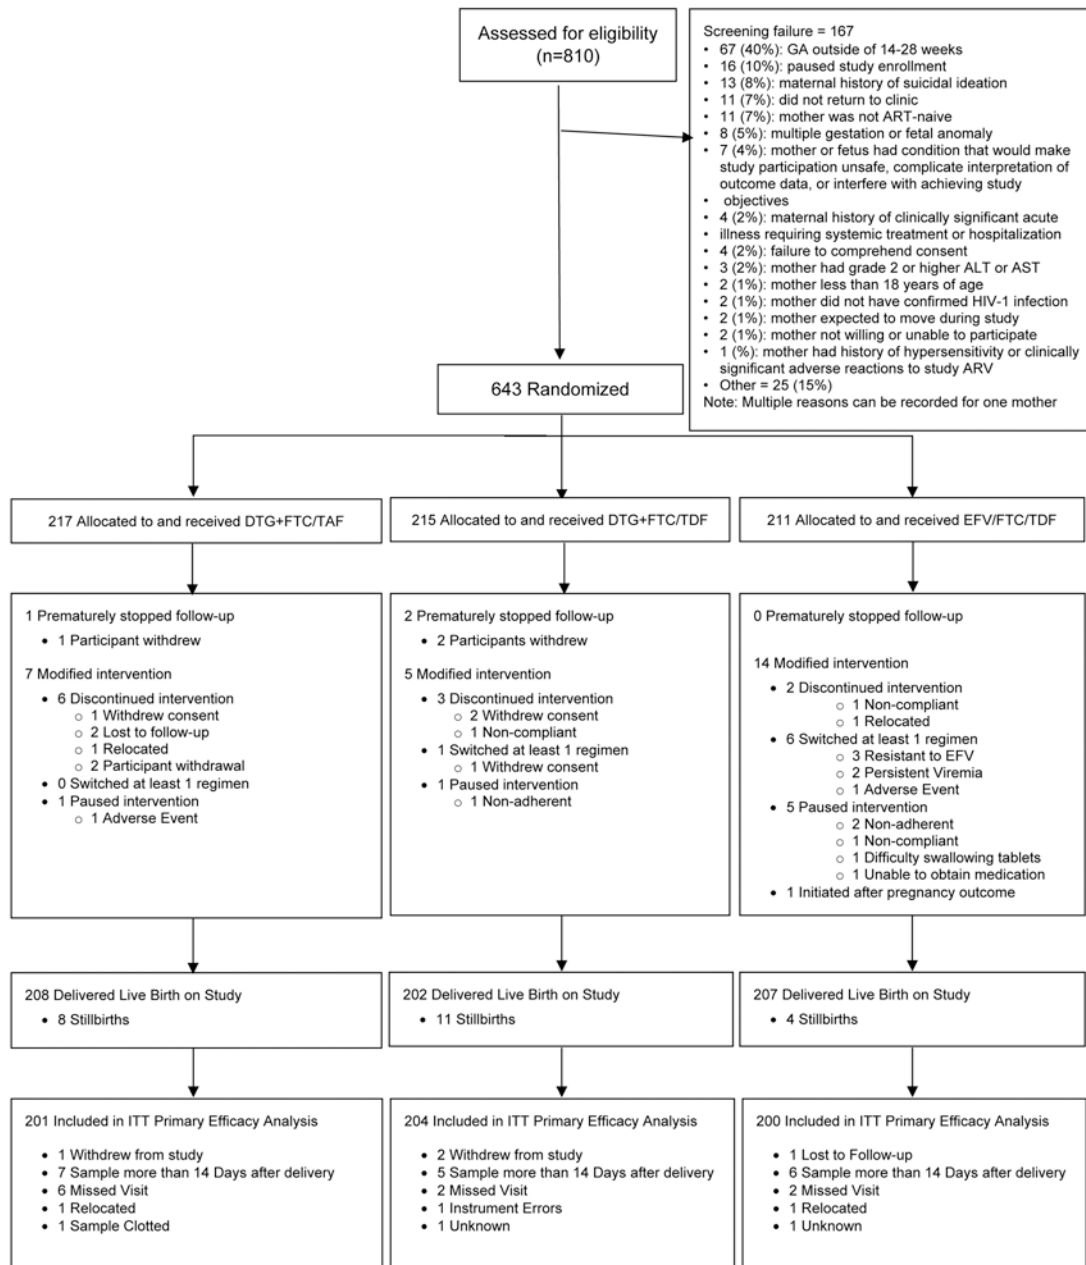 Assessed for eligibility
(n=810)
Screening failure = 167
• 67 (40%): GA outside of 14-28 weeks
• 16 (10%): paused study enrollment
• 13 (8%): maternal history of suicidal ideation
• 11 (7%): did not return to clinic
• 11 (7%): mother was not ART-naive
• 8 (5%): multiple gestation or fetal anomaly
• 7 (4%): mother or fetus had condition that would make
study participation unsafe, complicate interpretation of
outcome data, or interfere with achieving study
• objectives
• 4 (2%): maternal history of clinically significant acute
• illness requiring systemic treatment or hospitalization
• 4 (2%): failure to comprehend consent
• 3 (2%): mother had grade 2 or higher ALT or AST
• 2 (1%): mother less than 18 years of age
• 2 (1%): mother did not have confirmed HIV-1 infection
• 2 (1%): mother expected to move during study
• 2 (1%): mother not willing or unable to participate
• 1 (%): mother had history of hypersensitivity or clinically
significant adverse reactions to study ARV
• Other = 25 (15%)
Note: Multiple reasons can be recorded for one mother
643 Randomized
217 Allocated to and received DTG+FTC/TAF
215 Allocated to and received DTG+FTC/TDF
211 Allocated to and received EFV/FTC/TDF
1 Prematurely stopped follow-up
• 1 Participant withdrew
7 Modified intervention
• 6 Discontinued intervention
○ 1 Withdrew consent
○ 2 Lost to follow-up
○ 1 Relocated
○ 2 Participant withdrawal
• 0 Switched at least 1 regimen
• 1 Paused intervention
○ 1 Adverse Event
2 Prematurely stopped follow-up
• 2 Participants withdrew
5 Modified intervention
• 3 Discontinued intervention
○ 2 Withdrew consent
○ 1 Non-compliant
• 1 Switched at least 1 regimen
○ 1 Withdrew consent
• 1 Paused intervention
○ 1 Non-adherent
0 Prematurely stopped follow-up
14 Modified intervention
• 2 Discontinued intervention
○ 1 Non-compliant
○ 1 Relocated
• 6 Switched at least 1 regimen
○ 3 Resistant to EFV
○ 2 Persistent Viremia
○ 1 Adverse Event
• 5 Paused intervention
○ 2 Non-adherent
○ 1 Non-compliant
○ 1 Difficulty swallowing tablets
○ 1 Unable to obtain medication
• 1 Initiated after pregnancy outcome
208 Delivered Live Birth on Study
• 8 Stillbirths
202 Delivered Live Birth on Study
• 11 Stillbirths
207 Delivered Live Birth on Study
• 4 Stillbirths
201 Included in ITT Primary Efficacy Analysis
• 1 Withdrew from study
• 7 Sample more than 14 Days after delivery
• 6 Missed Visit
• 1 Relocated
• 1 Sample Clotted
204 Included in ITT Primary Efficacy Analysis
• 2 Withdrew from study
• 5 Sample more than 14 Days after delivery
• 2 Missed Visit
• 1 Instrument Errors
• 1 Unknown
200 Included in ITT Primary Efficacy Analysis
• 1 Lost to Follow-up
• 6 Sample more than 14 Days after delivery
• 2 Missed Visit
• 1 Relocated
• 1 Unknown